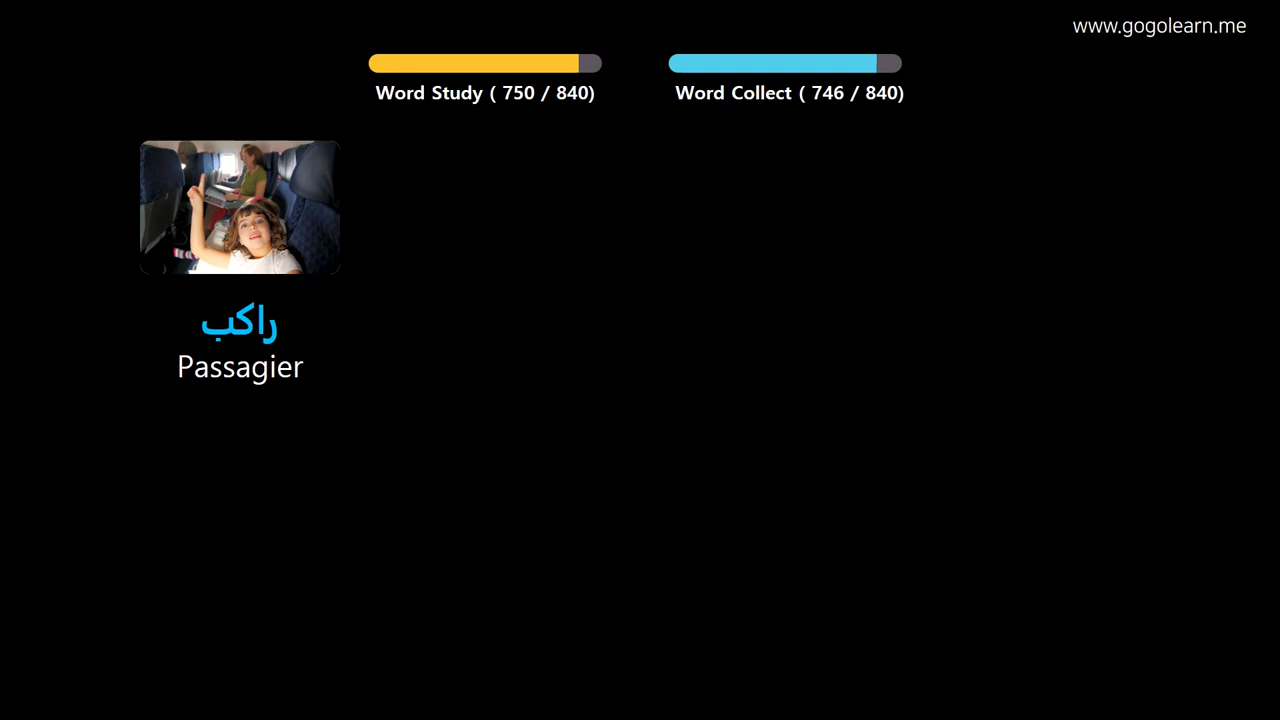 www.gogolearn.me
Word Study ( 750 / 840)
Word Collect ( 746 / 840)
راكب
Passagier